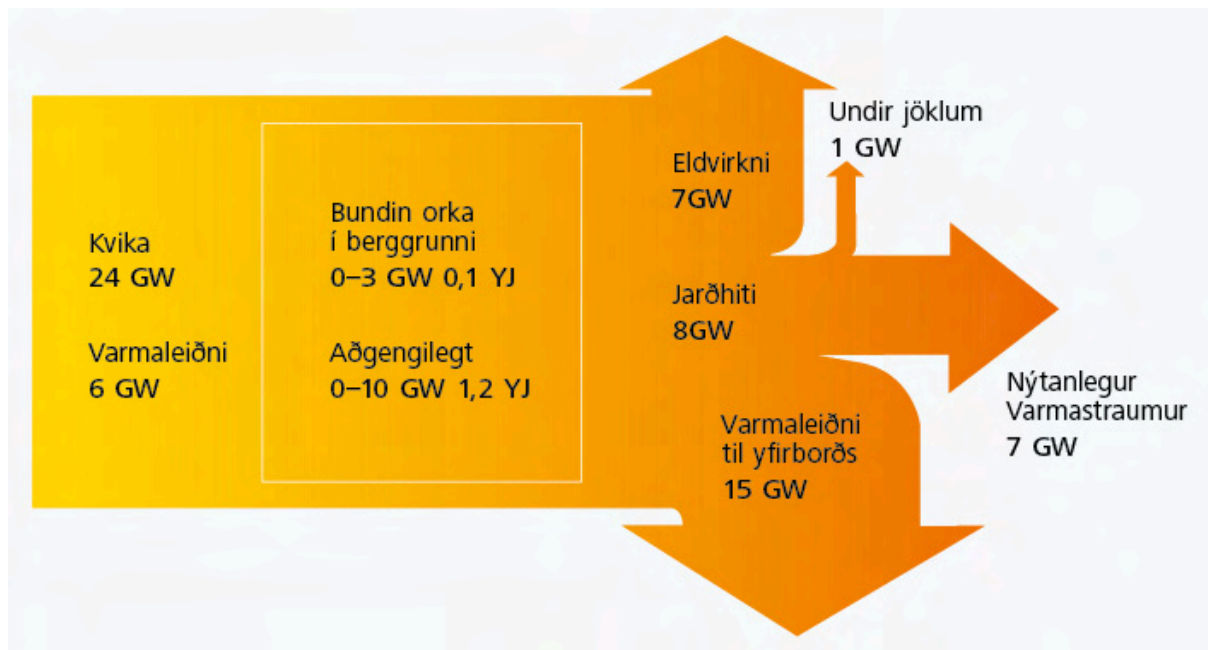 Kvika
24 GW
Varmaleiðni
6 GW
Bundin orka
í berggrunni
0–3 GW 0,1 YJ
Aðgengilegt
0–10 GW 1,2 YJ
Eldvirkni
7GW
Undir jöklum
1 GW
Jarðhiti
8GW
Varmaleiðni
til yfirborðs
15 GW
Nýtanlegur
Varmastraumur
7 GW